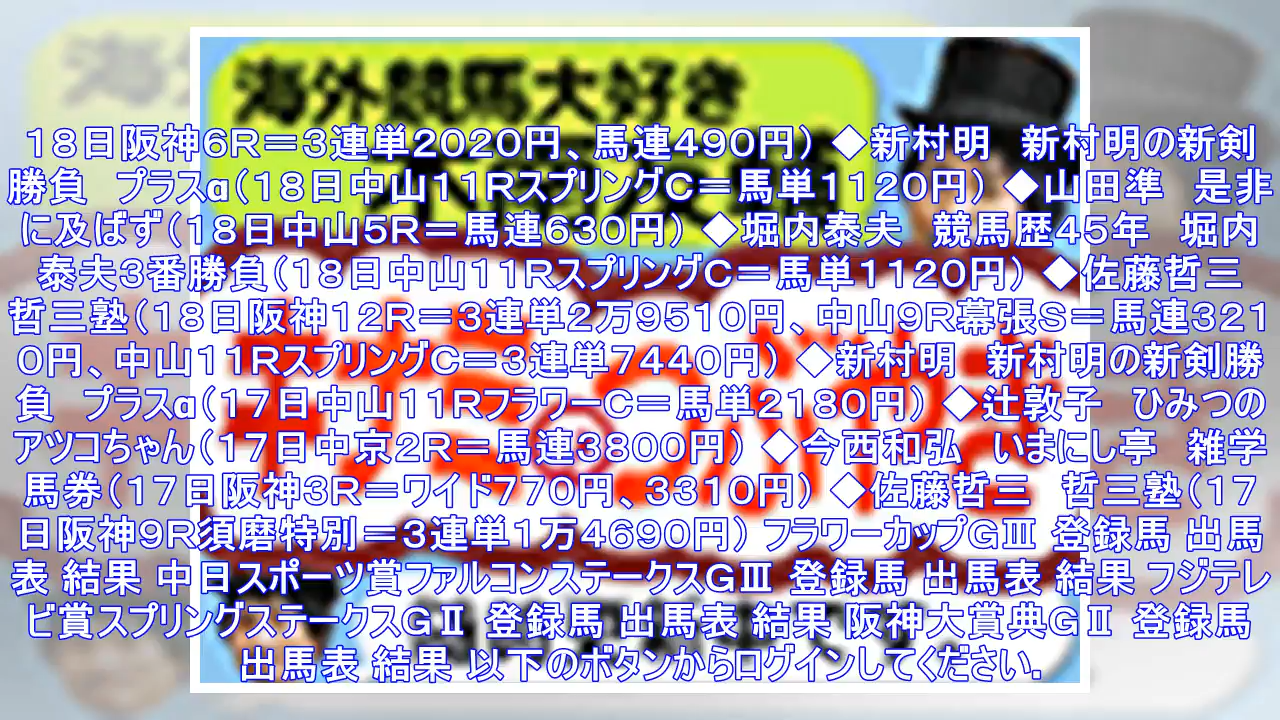 海外競馬大好き
18日阪神6R＝3連単2020円、馬連490円） ◆新村明　新村明の新剣
勝負　プラスα（18日中山11RスプリングC＝馬単1120円） ◆山田準　是非
に及ばず（18日中山5R＝馬連630円） ◆堀内泰夫　競馬歴45年　堀内
泰夫3番勝負（18日中山11RスプリングC＝馬単1120円） ◆佐藤哲三
哲三塾（18日阪神12R＝3連単2万9510円、中山9R幕張S＝馬連321
0円、中山11RスプリングC＝3連単7440円） ◆新村明　新村明の新剣勝
負　プラスα（17日中山11RフラワーC＝馬単2180円） ◆辻敦子　ひみつの
アツコちゃん（17日中京2R＝馬連3800円） ◆今西和弘　いまにし亭　雑学
馬券（17日阪神3R＝ワイド770円、3310円） ◆佐藤哲三　哲三塾（17
日阪神9R須磨特別＝3連単1万4690円） フラワーカップGⅢ 登録馬 出馬
表 結果 中日スポーツ賞ファルコンステークスGⅢ 登録馬 出馬表 結果 フジテレ
ビ賞スプリングステークスGⅡ 登録馬 出馬表 結果 阪神大賞典GⅡ 登録馬
出馬表 結果 以下のボタンからログインしてください.